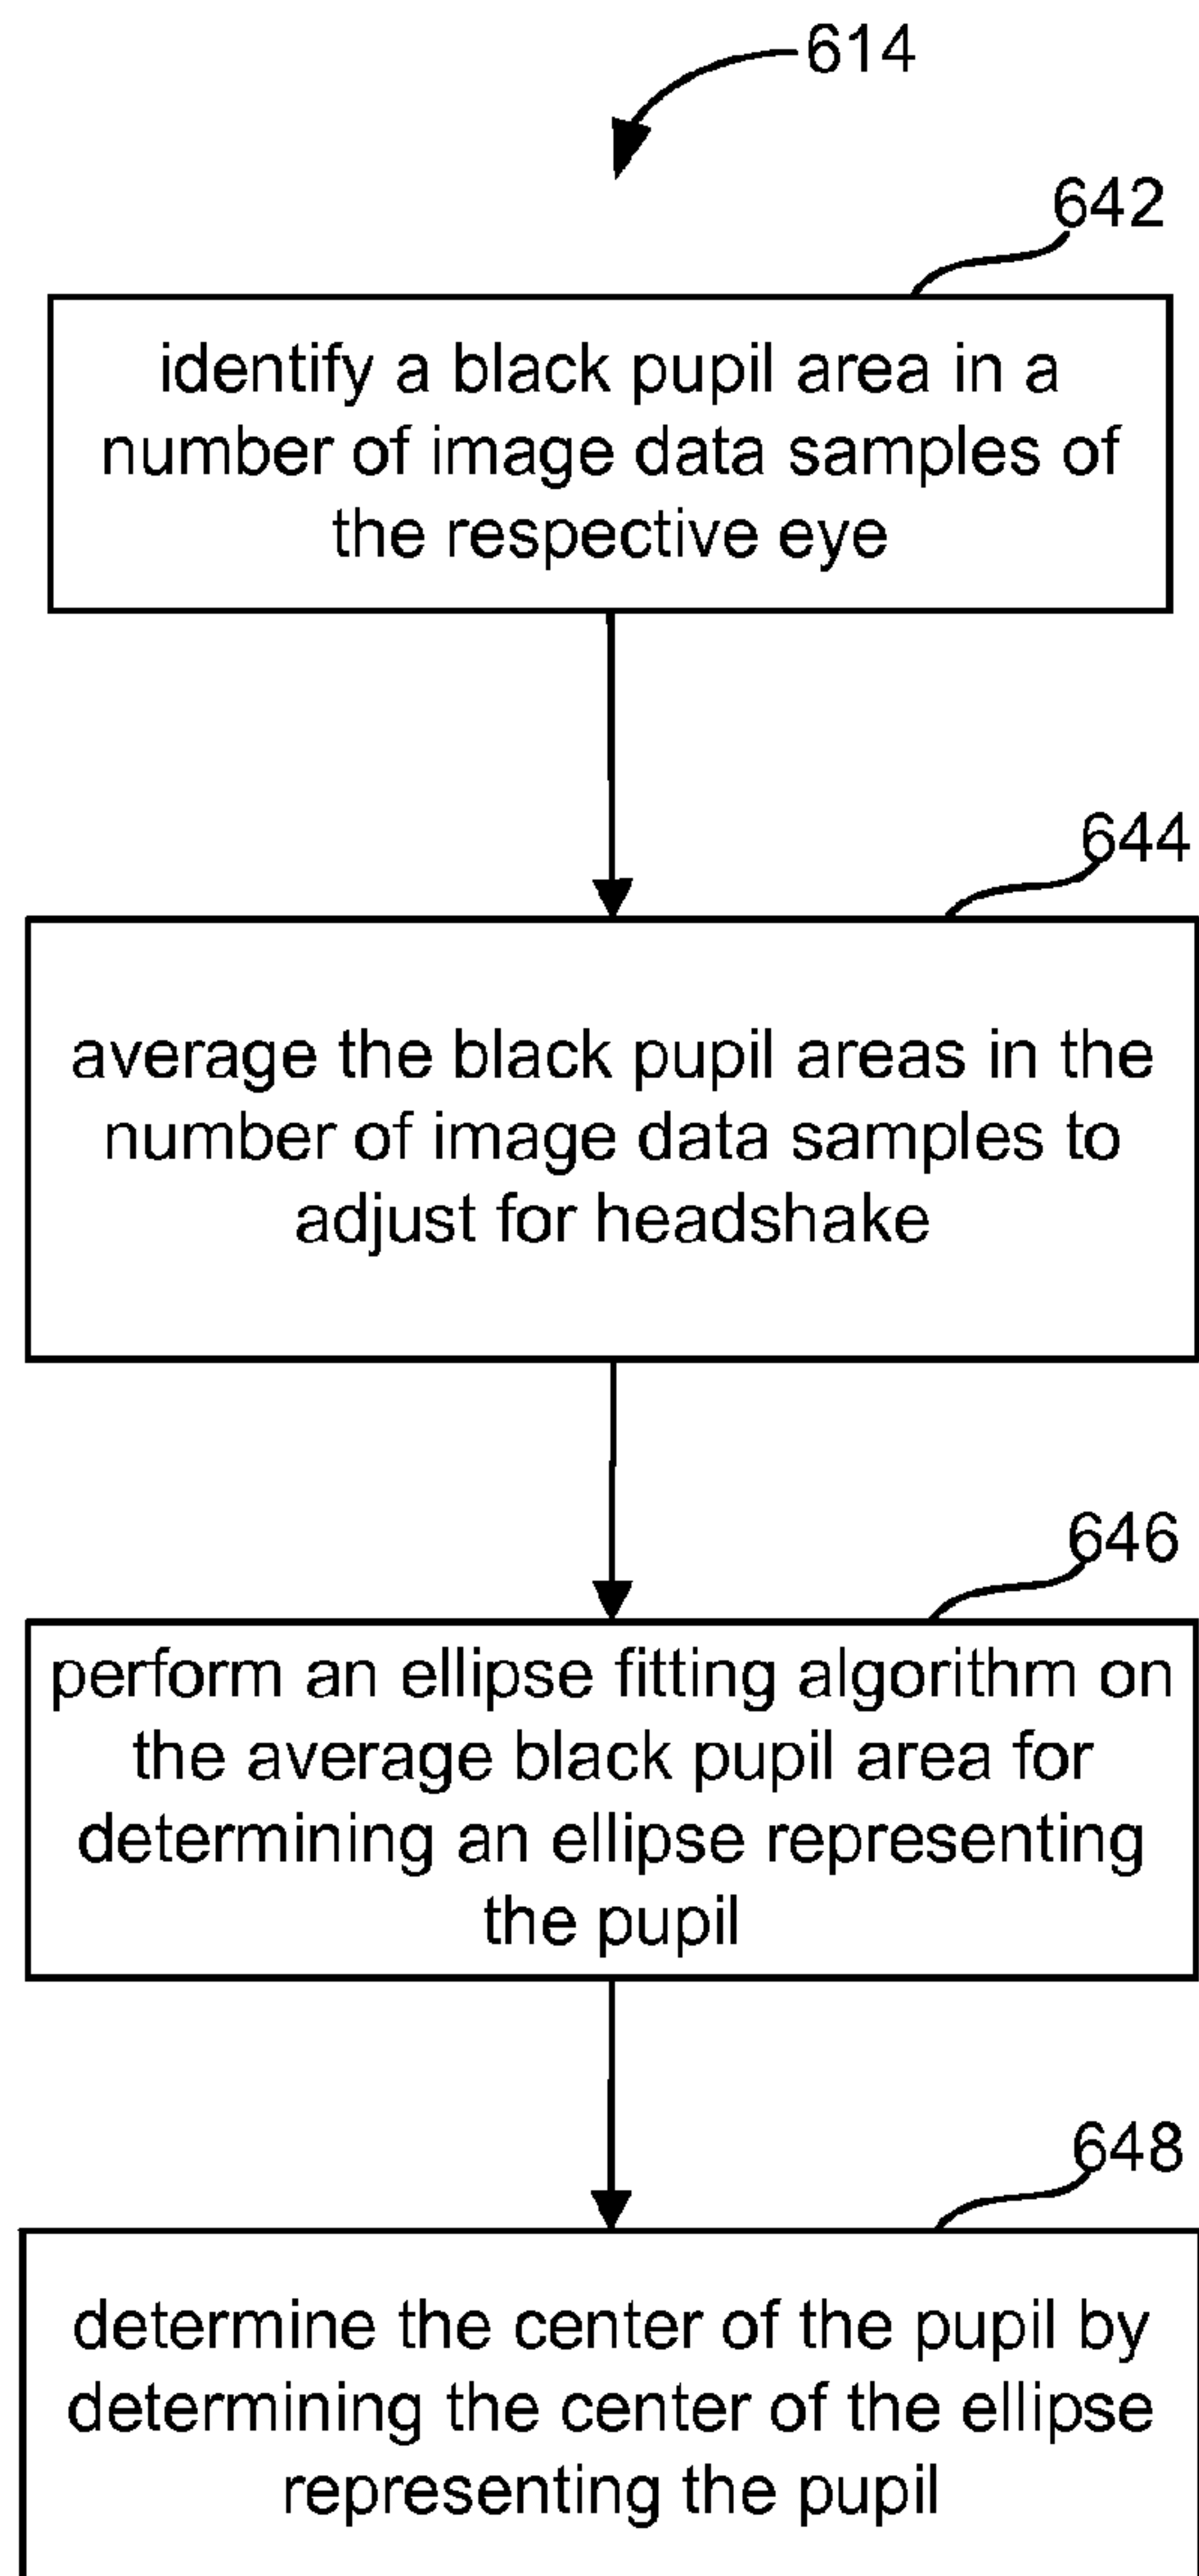 614
642
identify a black pupil area in a
number of image data samples of
the respective eye
644
average the black pupil areas in the
number of image data samples to
adjust for headshake
646
perform an ellipse fitting algorithm on
the average black pupil area for
determining an ellipse representing
the pupil
648
determine the center of the pupil by
determining the center of the ellipse
representing the pupil